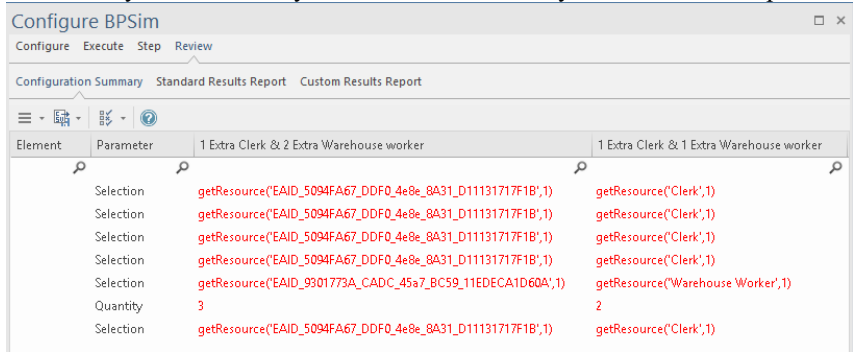 Configure BPSim
Configure Execute Step Review
Configuration Summary Standard Results Report Custom Results Report
Element Parameter 1 Extra Clerk & 2 Extra Warehouse worker 1 Extra Clerk & 1 Extra Warehouse worker
Selection getResource('EAID_5094FA67_DDF0_4e8e_8A31_D11131717F1B',1) getResource('Clerk',1)
Selection getResource('EAID_5094FA67_DDF0_4e8e_8A31_D11131717F1B',1) getResource('Clerk',1)
Selection getResource('EAID_5094FA67_DDF0_4e8e_8A31_D11131717F1B',1) getResource('Clerk',1)
Selection getResource('EAID_5094FA67_DDF0_4e8e_8A31_D11131717F1B',1) getResource('Clerk',1)
Selection getResource('EAID_9301773A_CADC_45a7_BC59_11EDECA1D60A',1) getResource('Warehouse Worker',1)
Quantity 3 2
Selection getResource('EAID_5094FA67_DDF0_4e8e_8A31_D11131717F1B',1) getResource('Clerk',1)